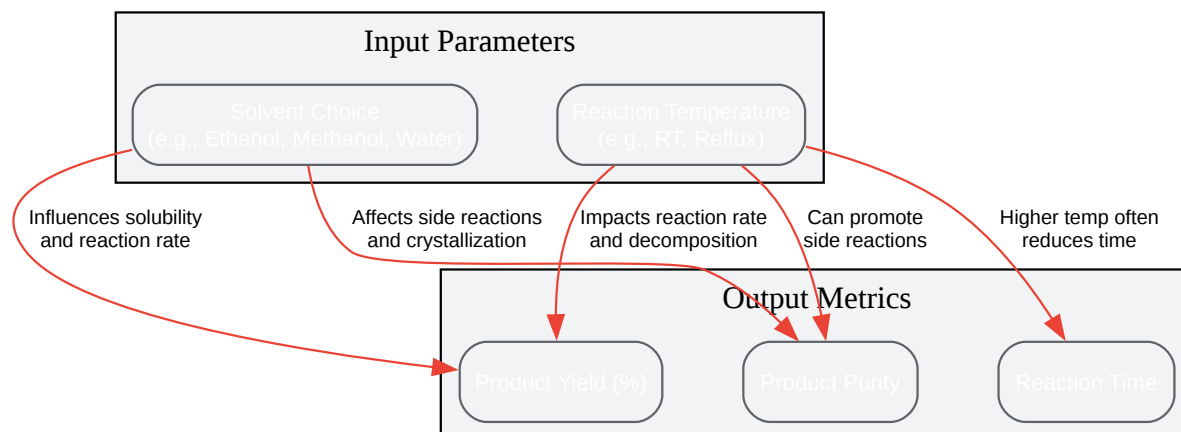 Input Parameters
Solvent Choice
(e.g., Ethanol, Methanol, Water)
Reaction Temperature
(e.g., RT, Reflux)
Influences solubility
and reaction rate
Affects side reactions
and crystallization
Impacts reaction rate
and decomposition
Can promote
side reactions
Higher temp often
reduces time
Output Metrics
Product Yield (%)
Product Purity
Reaction Time